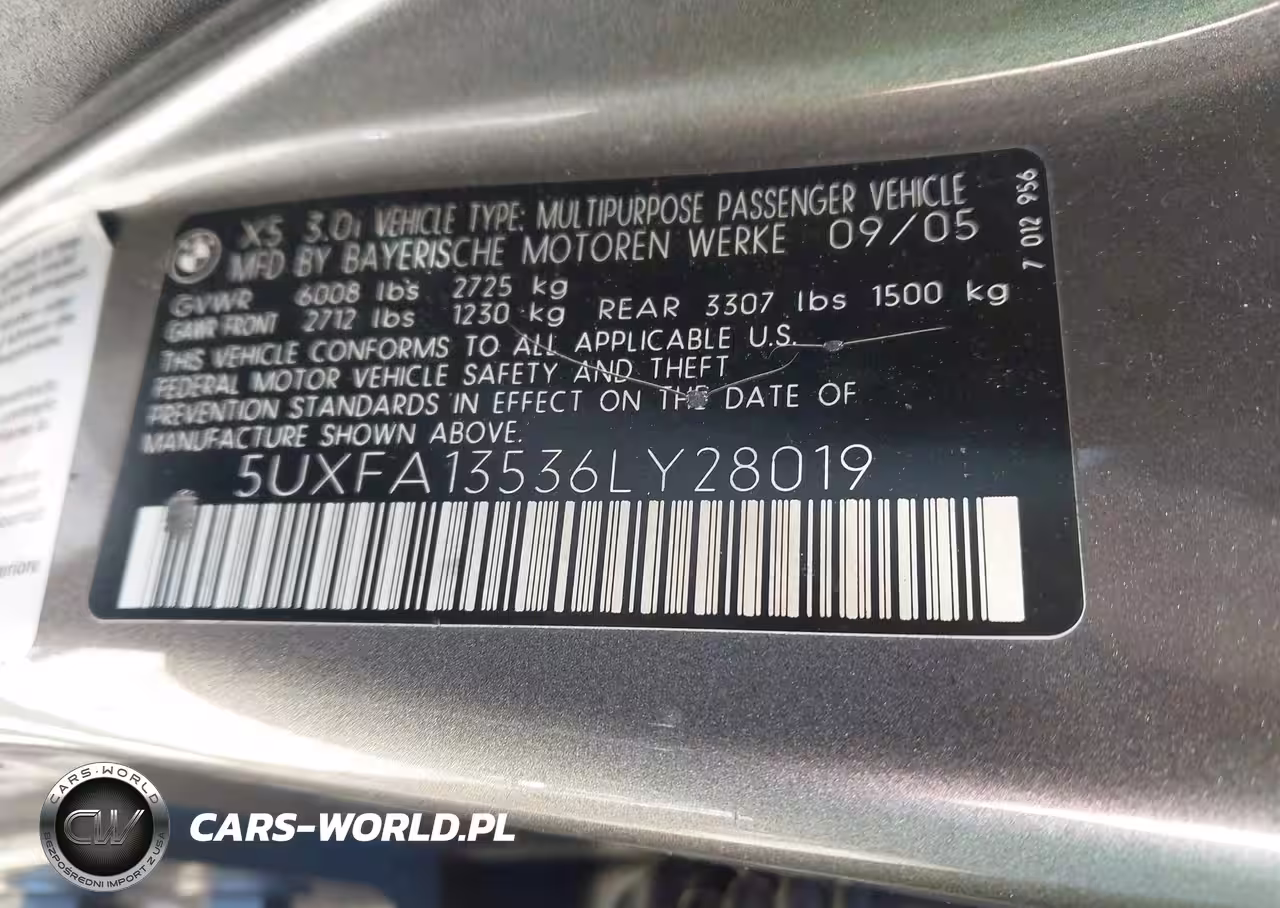 X5 3.0i VEHICLE TYPE: MULTIPURPOSE PASSENGER VEHICLE
MFD BY BAYERISCHE MOTOREN WERKE 09/05
GVWR 6008 lbs 2725 kg
GAWR FRONT 2712 lbs 1230 kg REAR 3307 lbs 1500 kg
THIS VEHICLE CONFORMS TO ALL APPLICABLE U.S.
FEDERAL MOTOR VEHICLE SAFETY AND THEFT
PREVENTION STANDARDS IN EFFECT ON THE DATE OF
MANUFACTURE SHOWN ABOVE.
5UXFA13536LY28019
7 012 956
CARS-WORLD
CW
BEZPOŚREDNI IMPORT Z USA
CARS-WORLD.PL